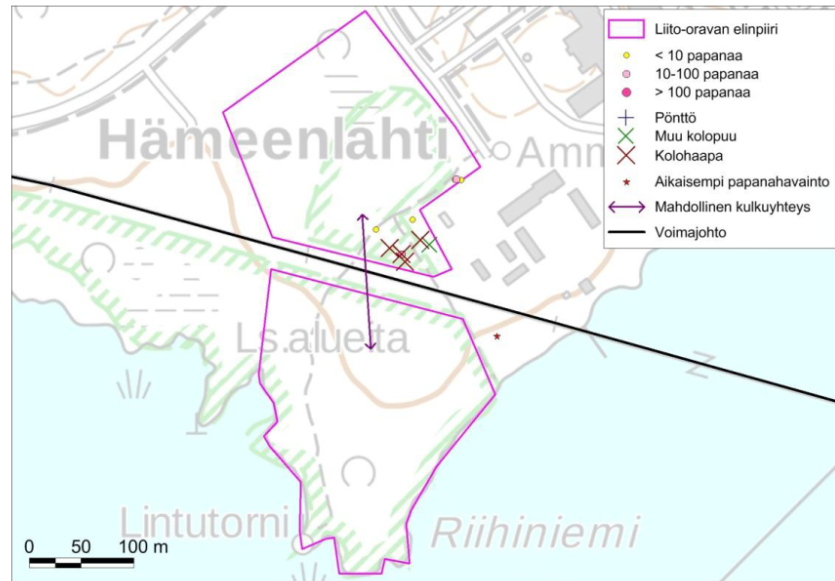 Liito-oravan elinpiiri
< 10 papanaa
10-100 papanaa
> 100 papanaa
Pönttö
Muu kolopuu
Kolohaapa
Aikaisempi papanahavainto
Mahdollinen kulkuyhteys
Voimajohto
Hämeenlahti
Amm
Ls.alueita
Lintutorni
Riihiniemi
0 50 100 m